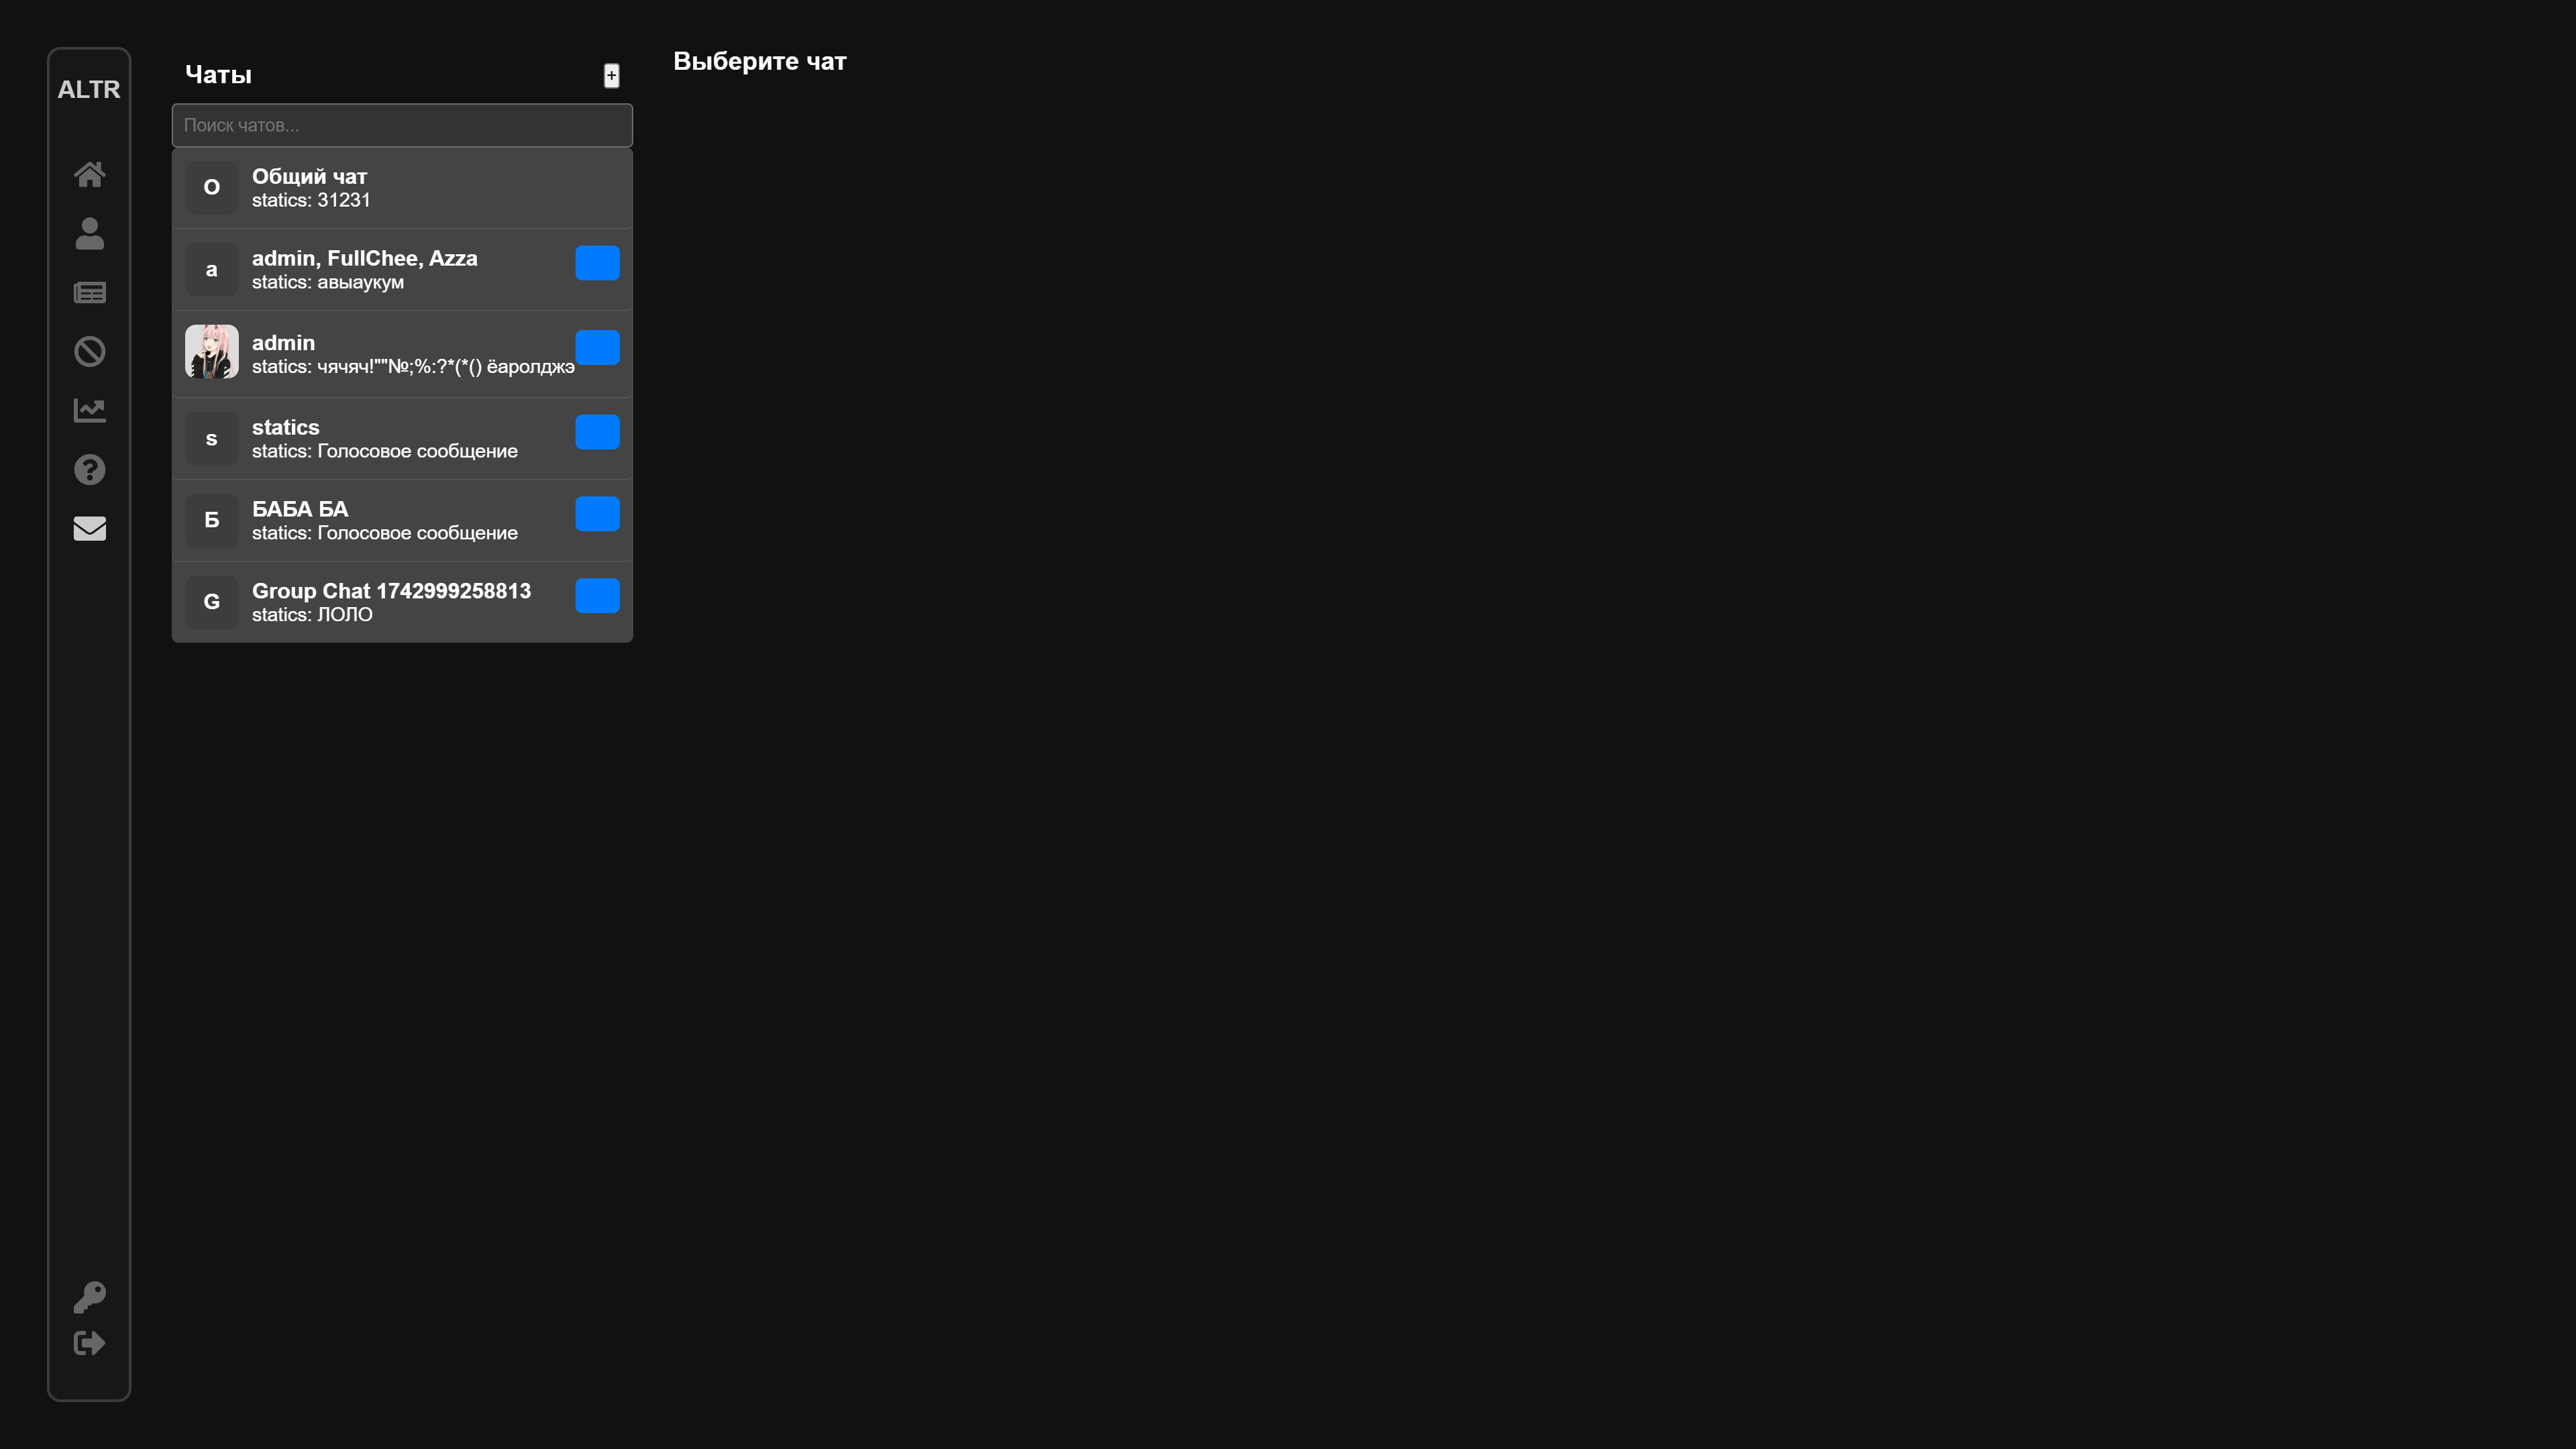 ALTR
Чаты
+
Поиск чатов...
О
Общий чат
statics: 31231
a
admin, FullChee, Azza
statics: авыаукум
admin
statics: чячяч!""№;%:?*(*() ёаролджэ
s
statics
statics: Голосовое сообщение
Б
БАБА БА
statics: Голосовое сообщение
G
Group Chat 1742999258813
statics: ЛОЛО
Выберите чат